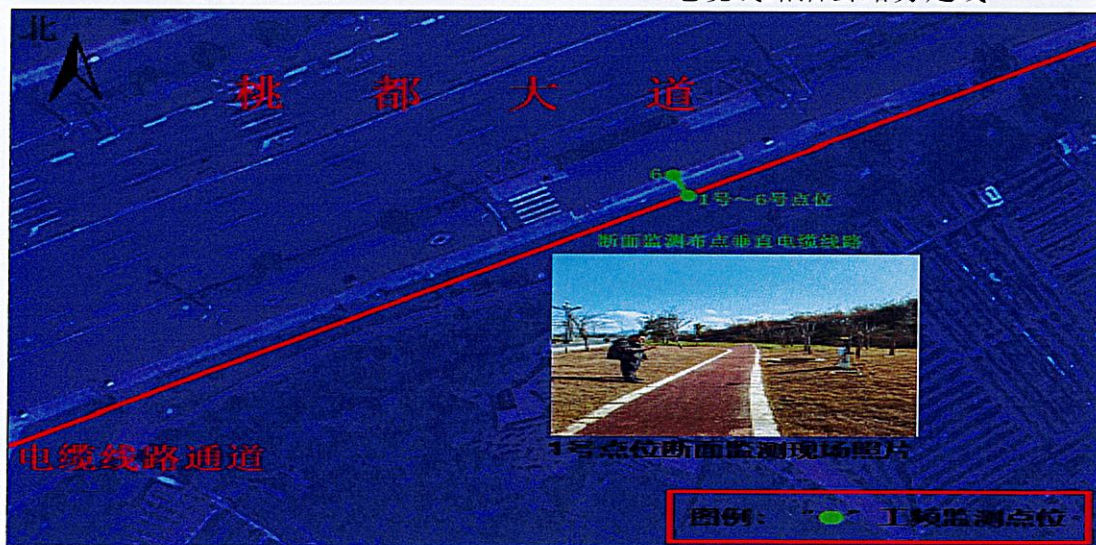 北
桃都大道
6
1号～6号点位
断面监测布点垂直电缆线路
电缆线路通道
1号点位断面监测现场照片
图例： “●” 工频监测点位